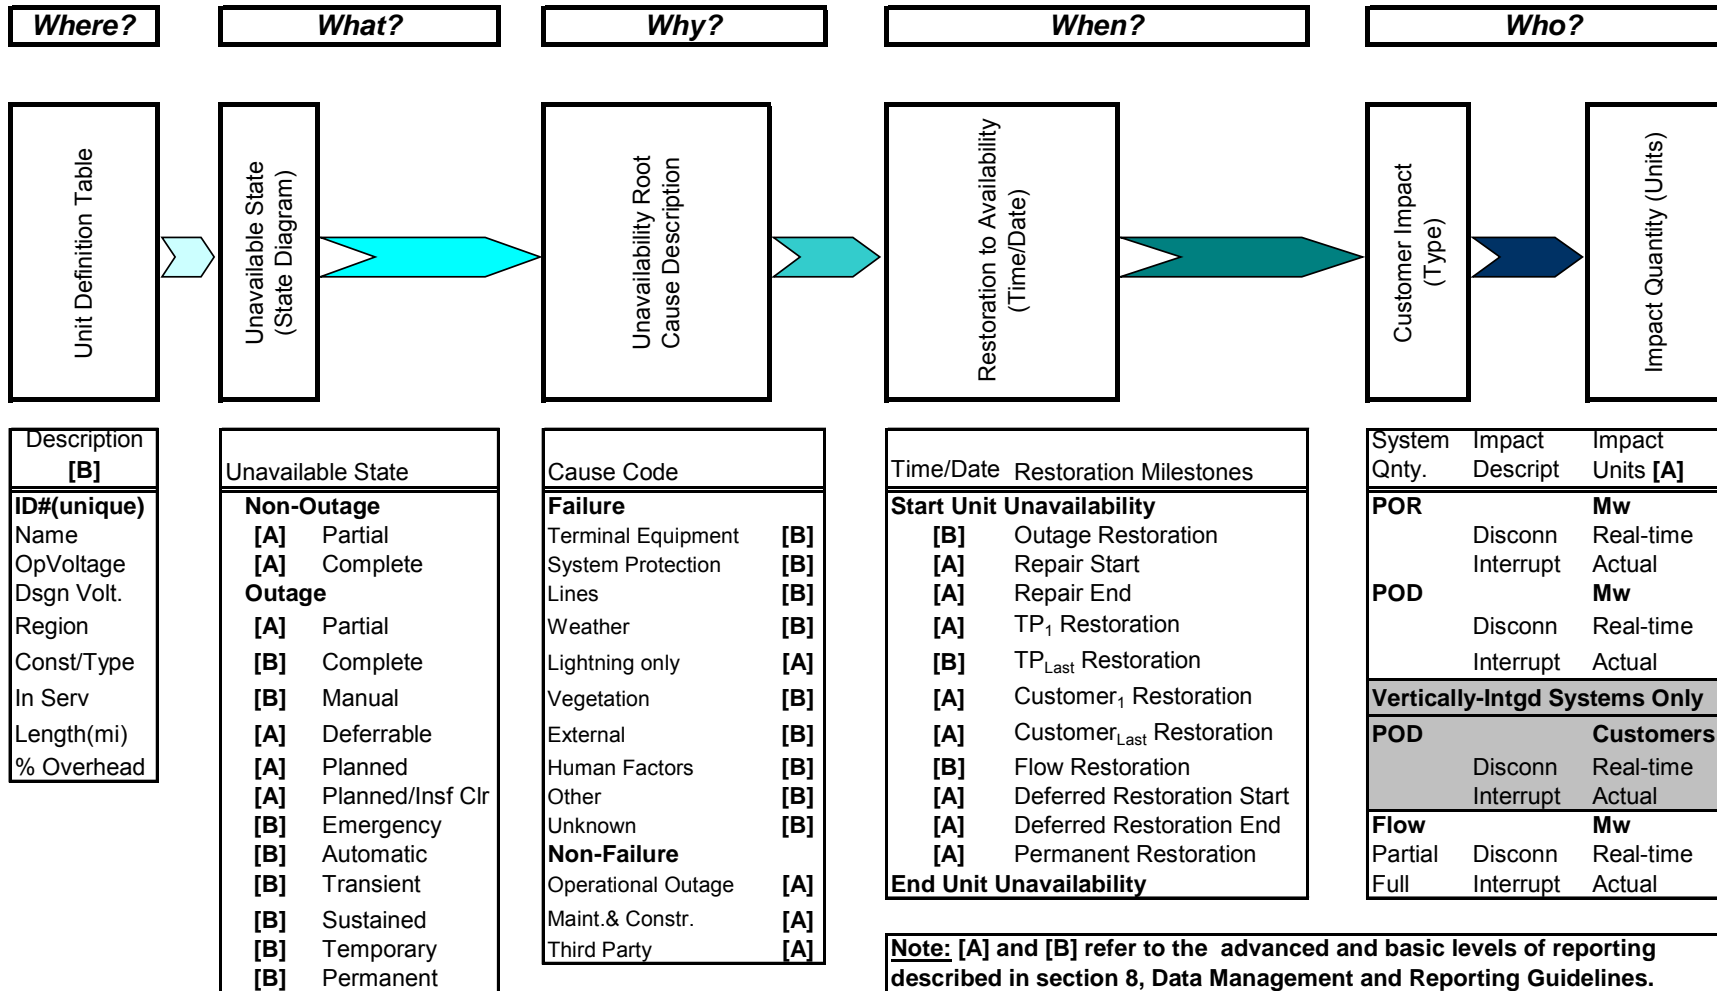 Where? What? Why? When? Who?
Unit Definition Table
Unavailable State
(State Diagram)
Unavailability Root
Cause Description
Restoration to Availability
(Time/Date)
Customer Impact
(Type)
Impact Quantity (Units)
Description
[B]
ID#(unique)
Name
OpVoltage
Dsgn Volt.
Region
Const/Type
In Serv
Length(mi)
% Overhead
Unavailable State
Non-Outage
[A] Partial
[A] Complete
Outage
[A] Partial
[B] Complete
[B] Manual
[A] Deferrable
[A] Planned
[A] Planned/Insf Clr
[B] Emergency
[B] Automatic
[B] Transient
[B] Sustained
[B] Temporary
[B] Permanent
Cause Code
Failure
Terminal Equipment [B]
System Protection [B]
Lines [B]
Weather [B]
Lightning only [A]
Vegetation [B]
External [B]
Human Factors [B]
Other [B]
Unknown [B]
Non-Failure
Operational Outage [A]
Maint.& Constr. [A]
Third Party [A]
Time/Date Restoration Milestones
Start Unit Unavailability
[B] Outage Restoration
[A] Repair Start
[A] Repair End
[A] TP1 Restoration
[B] TPLast Restoration
[A] Customer1 Restoration
[A] CustomerLast Restoration
[B] Flow Restoration
[A] Deferred Restoration Start
[A] Deferred Restoration End
[A] Permanent Restoration
End Unit Unavailability
System Impact Impact
Qnty. Descript Units [A]
POR Mw
Disconn Real-time
Interrupt Actual
POD Mw
Disconn Real-time
Interrupt Actual
Vertically-Intgd Systems Only
POD Customers
Disconn Real-time
Interrupt Actual
Flow Mw
Partial Disconn Real-time
Full Interrupt Actual
Note: [A] and [B] refer to the advanced and basic levels of reporting
described in section 8, Data Management and Reporting Guidelines.